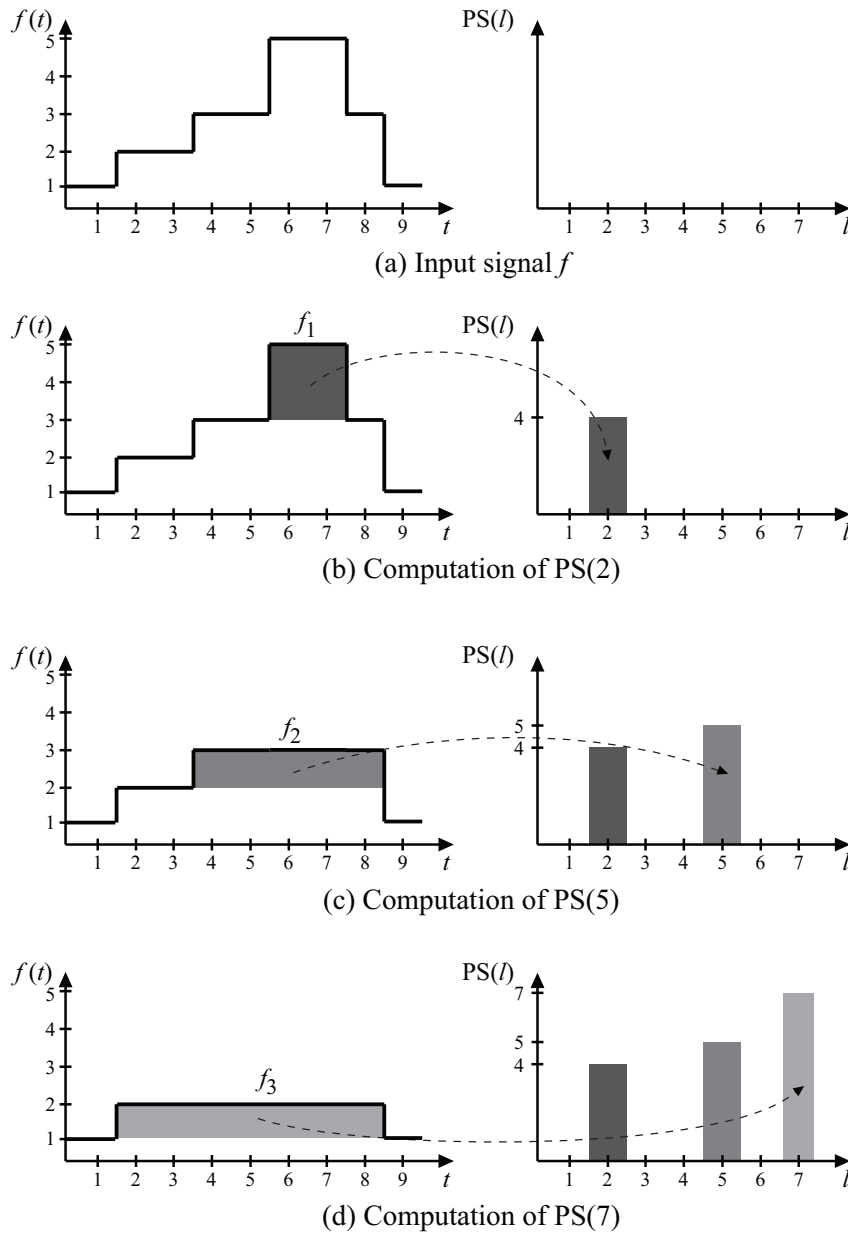 f(t)
5
4
3
2
1
1 2 3 4 5 6 7 8 9 t
PS(l)
1 2 3 4 5 6 7 l
(a) Input signal f
f(t)
5
4
3
2
1
f1
1 2 3 4 5 6 7 8 9 t
PS(l)
4
1 2 3 4 5 6 7 l
(b) Computation of PS(2)
f(t)
5
4
3
2
1
f2
1 2 3 4 5 6 7 8 9 t
PS(l)
5
4
1 2 3 4 5 6 7 l
(c) Computation of PS(5)
f(t)
5
4
3
2
1
f3
1 2 3 4 5 6 7 8 9 t
PS(l)
7
5
4
1 2 3 4 5 6 7 l
(d) Computation of PS(7)